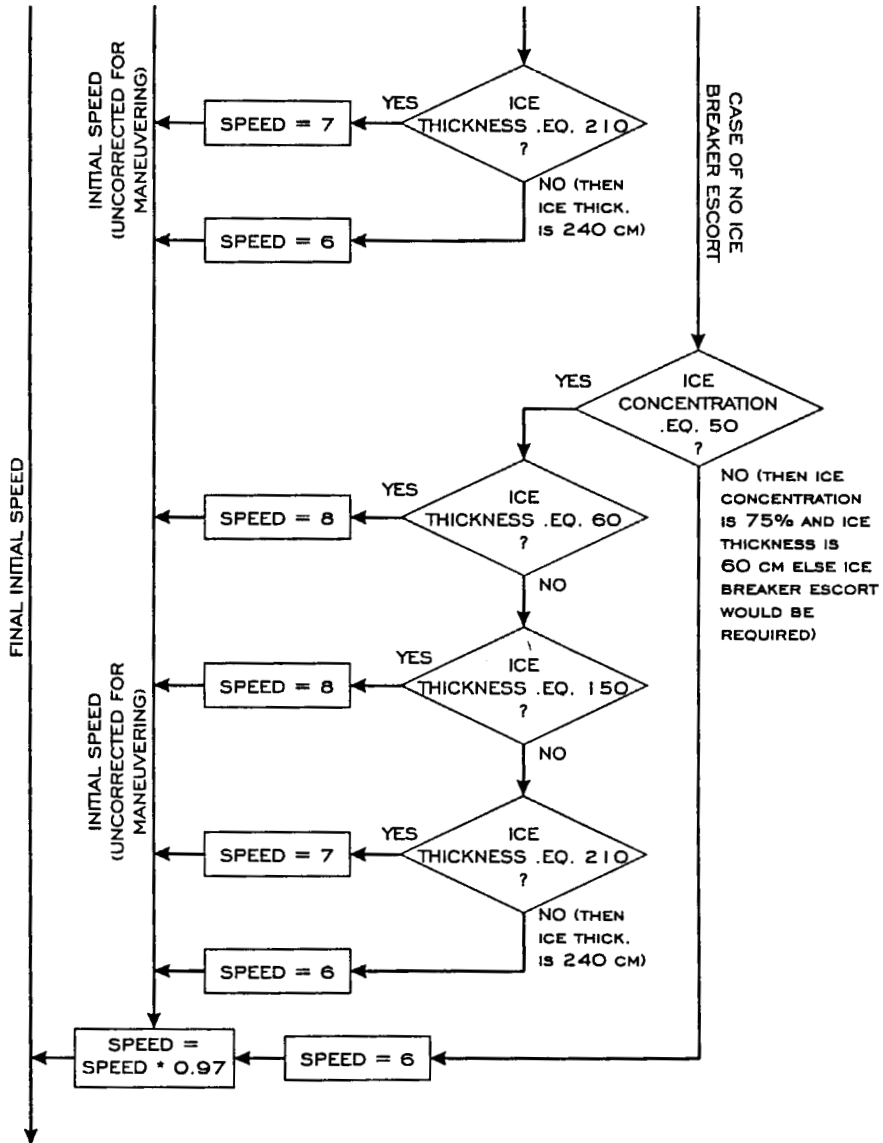 INITIAL SPEED
(UNCORRECTED FOR
MANEUVERING)
SPEED = 7
YES
ICE
THICKNESS .EQ. 210
?
NO (THEN
ICE THICK.
IS 240 CM)
SPEED = 6
CASE OF NO ICE
BREAKER ESCORT
YES
ICE
CONCENTRATION
.EQ. 50
?
NO (THEN ICE
CONCENTRATION
IS 75% AND ICE
THICKNESS IS
60 CM ELSE ICE
BREAKER ESCORT
WOULD BE
REQUIRED)
FINAL INITIAL SPEED
SPEED = 8
YES
ICE
THICKNESS .EQ. 60
?
NO
SPEED = 8
YES
ICE
THICKNESS .EQ. 150
?
NO
INITIAL SPEED
(UNCORRECTED FOR
MANEUVERING)
SPEED = 7
YES
ICE
THICKNESS .EQ. 210
?
NO (THEN
ICE THICK.
IS 240 CM)
SPEED = 6
SPEED =
SPEED * 0.97
SPEED = 6